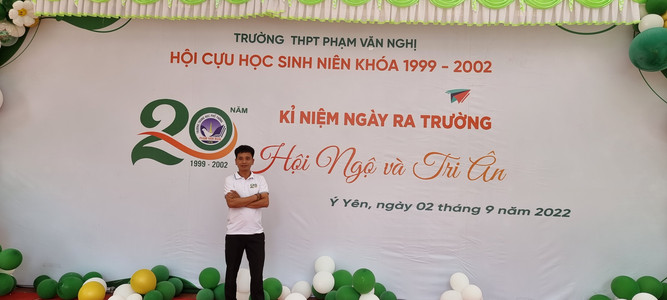 TRƯỜNG THPT PHẠM VĂN NGHỊ
HỘI CỰU HỌC SINH NIÊN KHÓA 1999 - 2002
20 NĂM
1999 - 2002
KỈ NIỆM NGÀY RA TRƯỜNG
Hội Ngộ và Tri Ân
Ý Yên, ngày 02 tháng 9 năm 2022